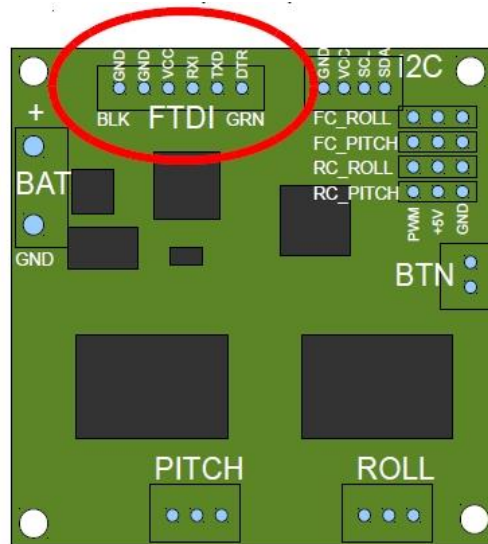 GND GND VCC RXI TXD DTR
BLK FTDI GRN
GND VCC SCL SDA
I2C
+
BAT
GND
FC_ROLL
FC_PITCH
RC_ROLL
RC_PITCH
PWM +5V GND
BTN
PITCH
ROLL